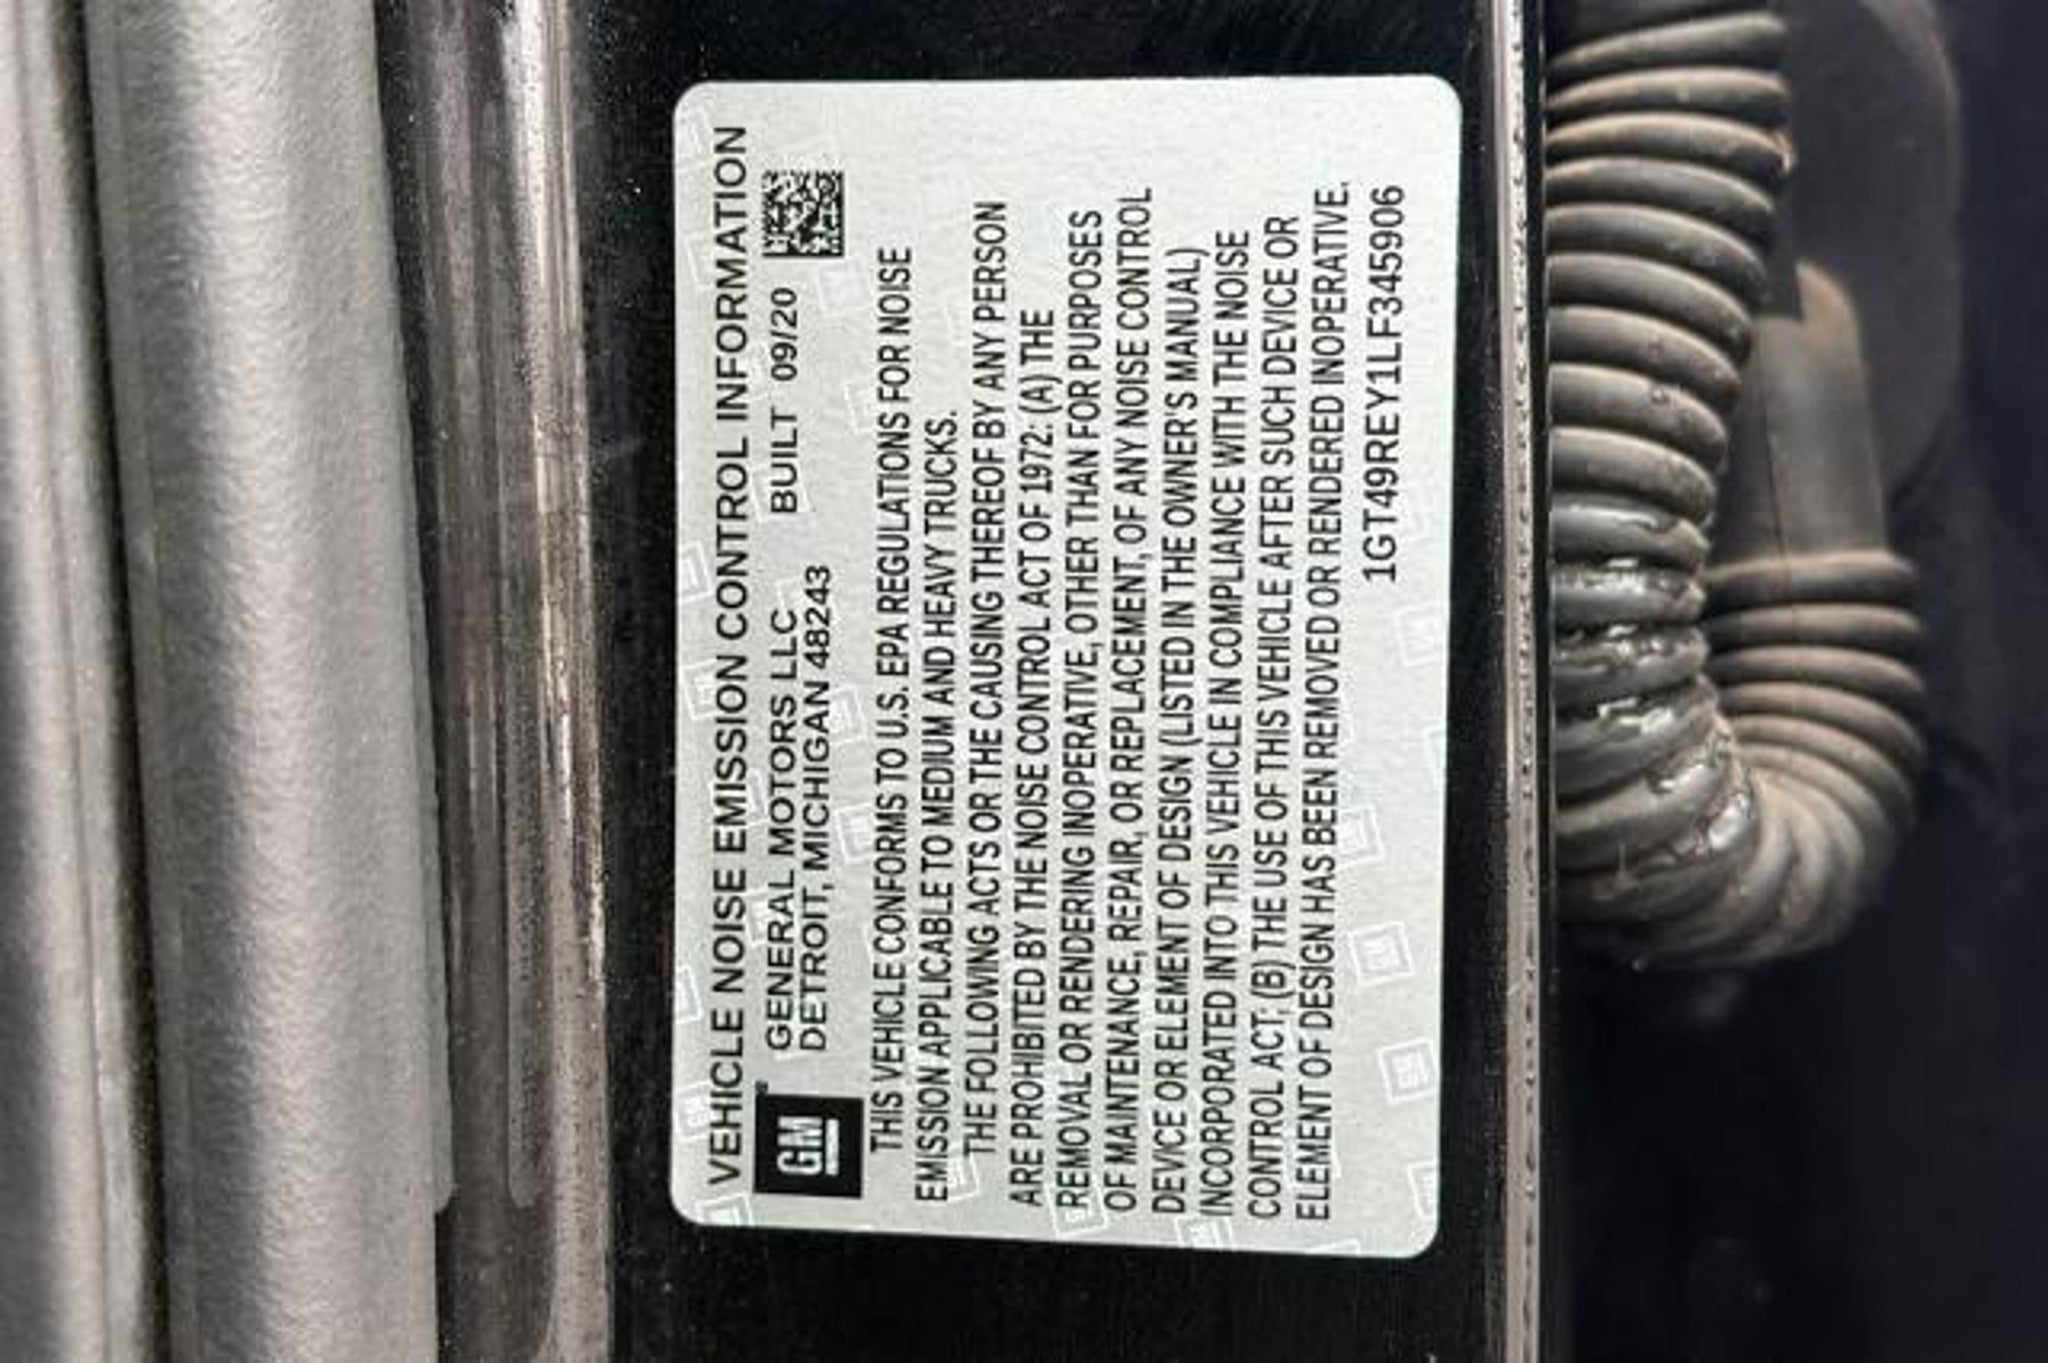 VEHICLE NOISE EMISSION CONTROL INFORMATION
GM
GENERAL MOTORS LLC BUILT 09/20
DETROIT, MICHIGAN 48243
THIS VEHICLE CONFORMS TO U.S. EPA REGULATIONS FOR NOISE
EMISSION APPLICABLE TO MEDIUM AND HEAVY TRUCKS.
THE FOLLOWING ACTS OR THE CAUSING THEREOF BY ANY PERSON
ARE PROHIBITED BY THE NOISE CONTROL ACT OF 1972: (A) THE
REMOVAL OR RENDERING INOPERATIVE, OTHER THAN FOR PURPOSES
OF MAINTENANCE, REPAIR, OR REPLACEMENT, OF ANY NOISE CONTROL
DEVICE OR ELEMENT OF DESIGN (LISTED IN THE OWNER'S MANUAL)
INCORPORATED INTO THIS VEHICLE IN COMPLIANCE WITH THE NOISE
CONTROL ACT, (B) THE USE OF THIS VEHICLE AFTER SUCH DEVICE OR
ELEMENT OF DESIGN HAS BEEN REMOVED OR RENDERED INOPERATIVE.
1GT49REY1LF345906